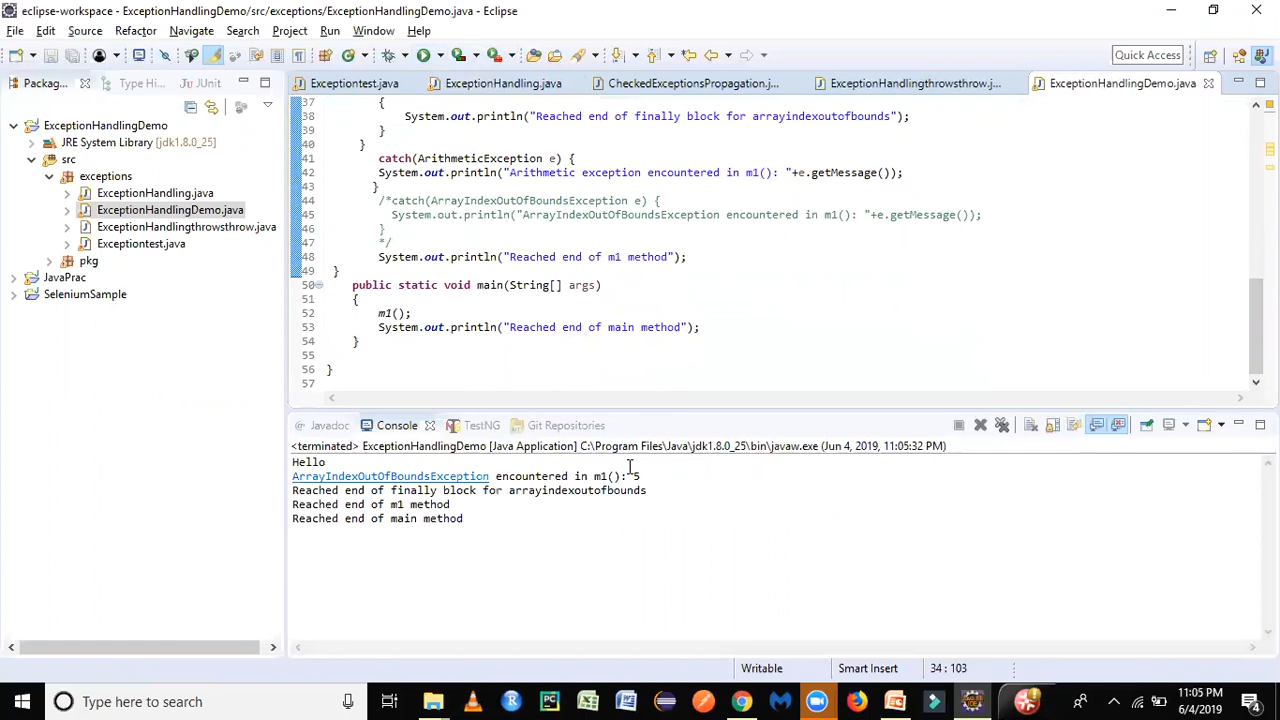 eclipse-workspace - ExceptionHandlingDemo/src/exceptions/ExceptionHandlingDemo.java - Eclipse
File Edit Source Refactor Navigate Search Project Run Window Help
Quick Access
Packag... Type Hi... JUnit
Exceptiontest.java ExceptionHandling.java CheckedExceptionsPropagation.j... ExceptionHandlingthrowsthrow.j... ExceptionHandlingDemo.java
ExceptionHandlingDemo
JRE System Library [jdk1.8.0_25]
src
exceptions
ExceptionHandling.java
ExceptionHandlingDemo.java
ExceptionHandlingthrowsthrow.java
Exceptiontest.java
pkg
JavaPrac
SeleniumSample
37 {
38 System.out.println("Reached end of finally block for arrayindexoutofbounds");
39 }
40 }
41 catch(ArithmeticException e) {
42 System.out.println("Arithmetic exception encountered in m1(): "+e.getMessage());
43 }
44 /*catch(ArrayIndexOutOfBoundsException e) {
45 System.out.println("ArrayIndexOutOfBoundsException encountered in m1(): "+e.getMessage());
46 }
47 */
48 System.out.println("Reached end of m1 method");
49 }
50 public static void main(String[] args)
51 {
52 m1();
53 System.out.println("Reached end of main method");
54 }
55
56 }
57
Javadoc Console TestNG Git Repositories
<terminated> ExceptionHandlingDemo [Java Application] C:\Program Files\Java\jdk1.8.0_25\bin\javaw.exe (Jun 4, 2019, 11:05:32 PM)
Hello
ArrayIndexOutOfBoundsException encountered in m1(): 5
Reached end of finally block for arrayindexoutofbounds
Reached end of m1 method
Reached end of main method
Writable Smart Insert 34 : 103
Type here to search
11:05 PM
6/4/2019
4